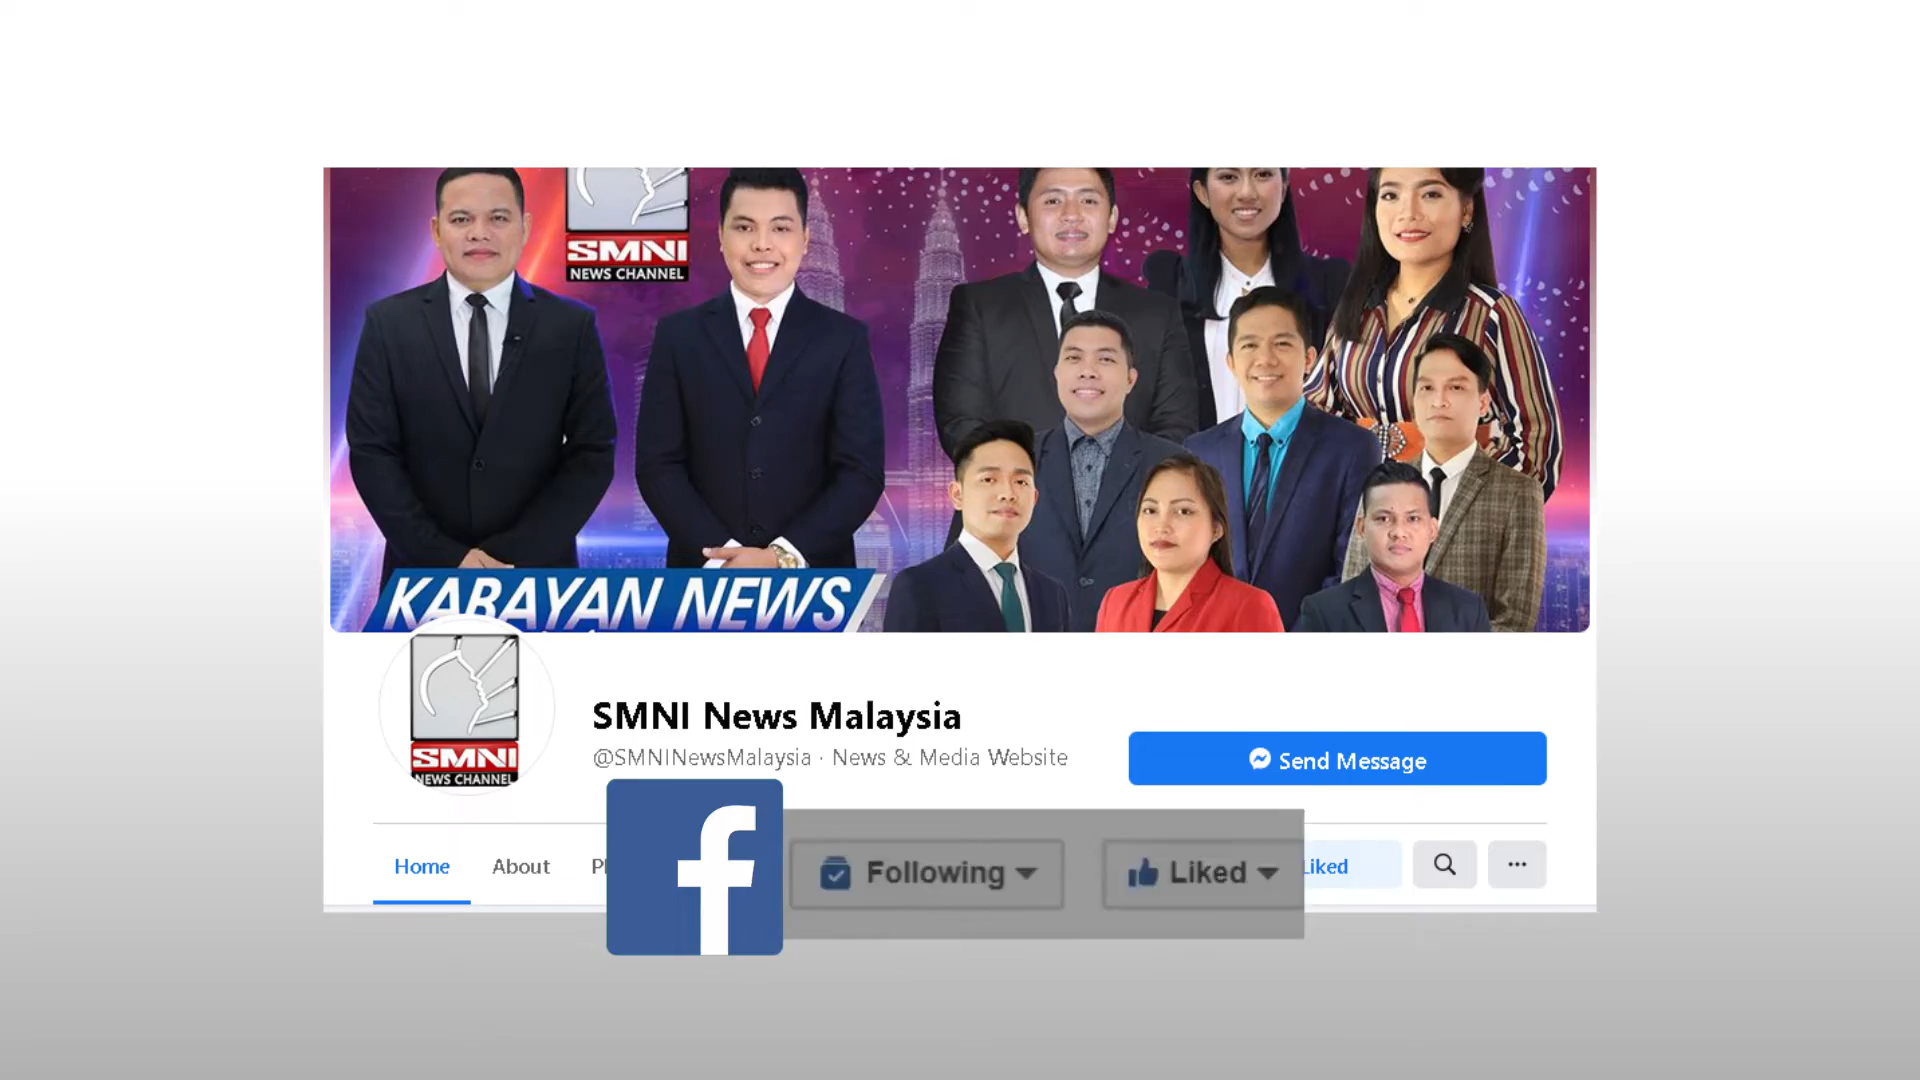 SMNI
NEWS CHANNEL
KABAYAN NEWS
SMNI
NEWS CHANNEL
SMNI News Malaysia
@SMNINewsMalaysia · News & Media Website
Send Message
Home
About
f
Following
Liked
Liked